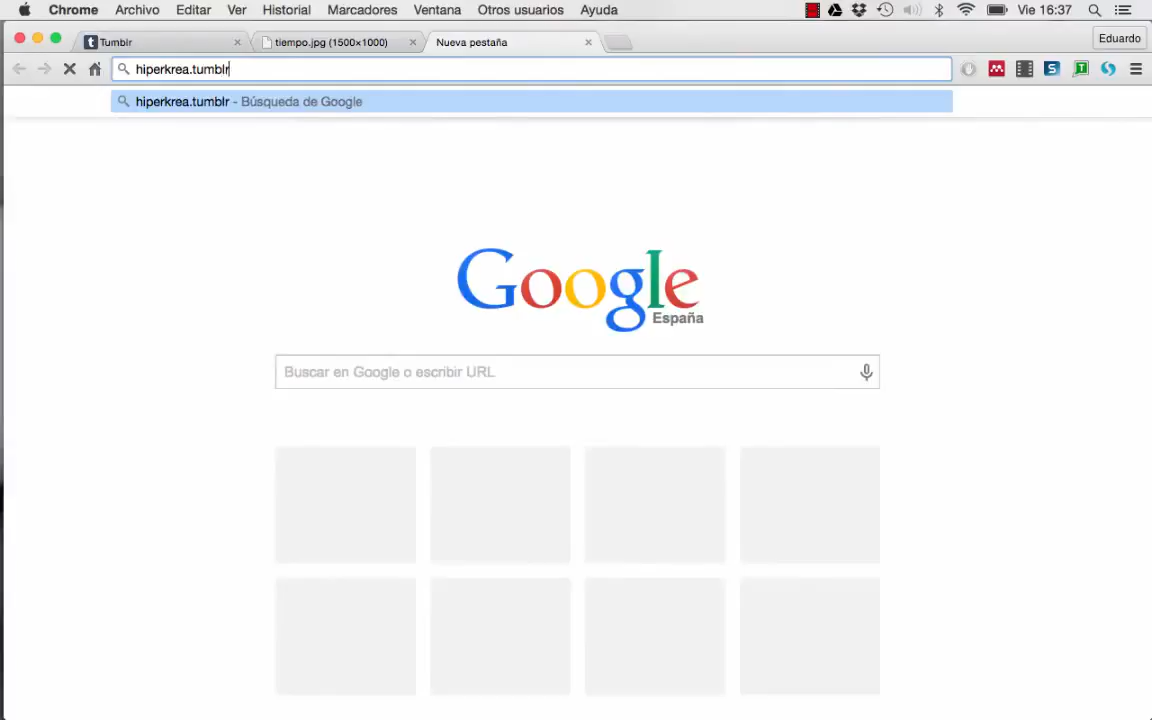 Chrome Archivo Editar Ver Historial Marcadores Ventana Otros usuarios Ayuda Vie 16:37
Tumblr tiempo.jpg (1500×1000) Nueva pestaña Eduardo
hiperkrea.tumblr
hiperkrea.tumblr - Búsqueda de Google
Google
España
Buscar en Google o escribir URL